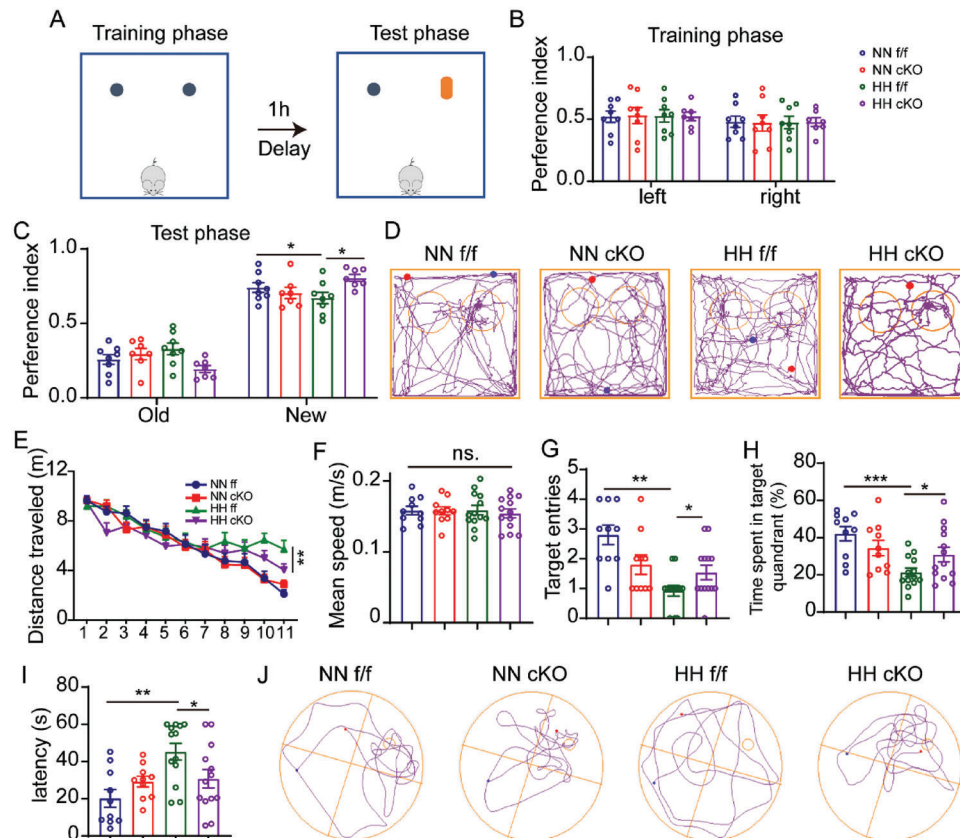 A
Training phase
Test phase
1h
Delay
B
Training phase
Perference index
1.0
0.5
0.0
left
right
NN f/f
NN cKO
HH f/f
HH cKO
C
Test phase
Perference index
1.0
0.5
0.0
*
*
Old
New
D
NN f/f
NN cKO
HH f/f
HH cKO
E
Distance traveled (m)
12
8
4
0
1 2 3 4 5 6 7 8 9 10 11
NN ff
NN cKO
HH ff
HH cKO
**
F
Mean speed (m/s)
0.2
0.1
0
ns.
G
Target entries
5
4
3
2
1
0
**
*
H
Time spent in target
quadrant (%)
80
60
40
20
0
***
*
I
latency (s)
80
60
40
20
0
**
*
J
NN f/f
NN cKO
HH f/f
HH cKO